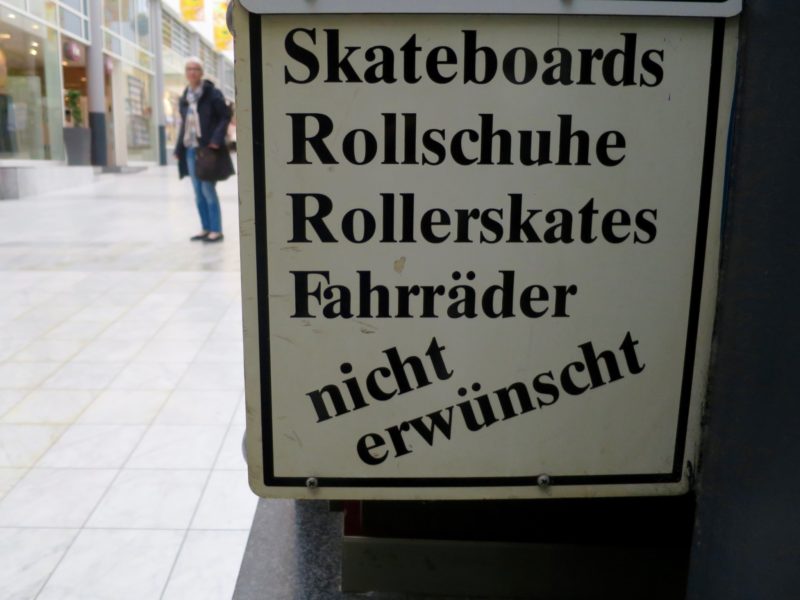 Skateboards
Rollschuhe
Rollerskates
Fahrräder
nicht
erwünscht